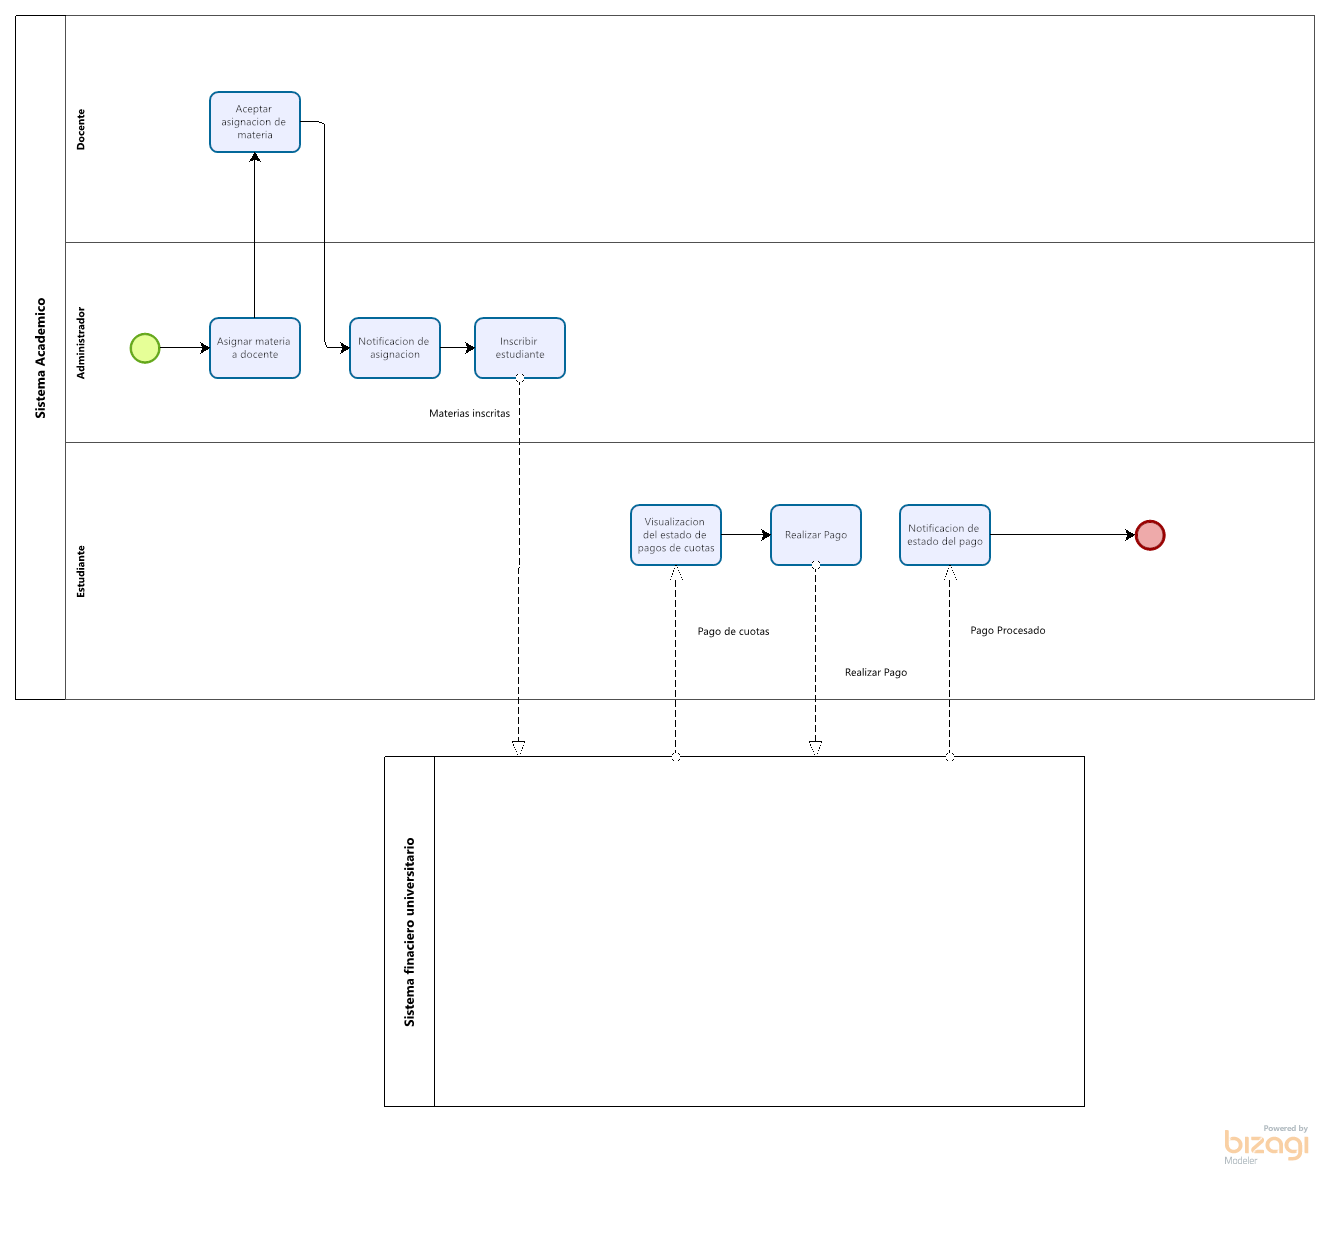 Sistema Academico
Docente
Aceptar
asignacion de
materia
Administrador
Asignar materia
a docente
Notificacion de
asignacion
Inscribir
estudiante
Materias inscritas
Estudiante
Visualizacion
del estado de
pagos de cuotas
Realizar Pago
Notificacion de
estado del pago
Pago de cuotas
Pago Procesado
Realizar Pago
Sistema finaciero universitario
Powered by
bizagi
Modeler